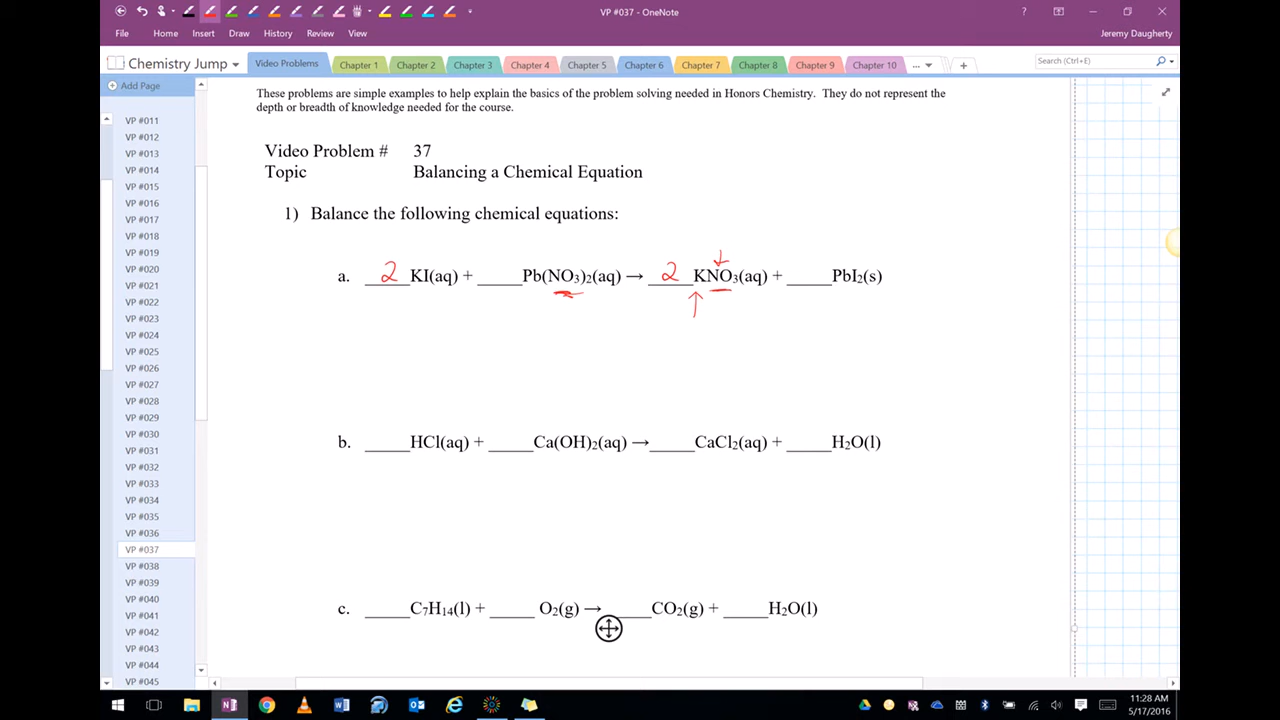 VP #037 - OneNote
?
File Home Insert Draw History Review View
Jeremy Daugherty
Chemistry Jump
Video Problems Chapter 1 Chapter 2 Chapter 3 Chapter 4 Chapter 5 Chapter 6 Chapter 7 Chapter 8 Chapter 9 Chapter 10 ... +
Search (Ctrl+E)
Add Page
VP #011
VP #012
VP #013
VP #014
VP #015
VP #016
VP #017
VP #018
VP #019
VP #020
VP #021
VP #022
VP #023
VP #024
VP #025
VP #026
VP #027
VP #028
VP #029
VP #030
VP #031
VP #032
VP #033
VP #034
VP #035
VP #036
VP #037
VP #038
VP #039
VP #040
VP #041
VP #042
VP #043
VP #044
VP #045
These problems are simple examples to help explain the basics of the problem solving needed in Honors Chemistry. They do not represent the
depth or breadth of knowledge needed for the course.
Video Problem # 37
Topic Balancing a Chemical Equation
1) Balance the following chemical equations:
a. __2__KI(aq) + _____Pb(NO₃)₂(aq) → __2__KNO₃(aq) + _____PbI₂(s)
b. _____HCl(aq) + _____Ca(OH)₂(aq) → _____CaCl₂(aq) + _____H₂O(l)
c. _____C₇H₁₄(l) + _____ O₂(g) → _____CO₂(g) + _____H₂O(l)
11:28 AM
5/17/2016